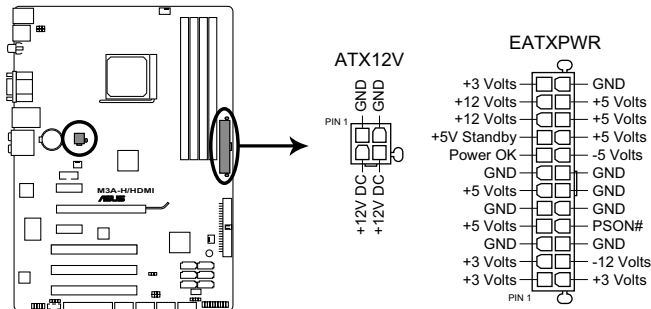 M3A-H/HDMI
ASUS
ATX12V
GND
GND
PIN 1
+12V DC
+12V DC
EATXPWR
+3 Volts GND
+12 Volts +5 Volts
+12 Volts +5 Volts
+5V Standby +5 Volts
Power OK -5 Volts
GND GND
+5 Volts GND
GND GND
+5 Volts PSON#
GND GND
+3 Volts -12 Volts
+3 Volts +3 Volts
PIN 1